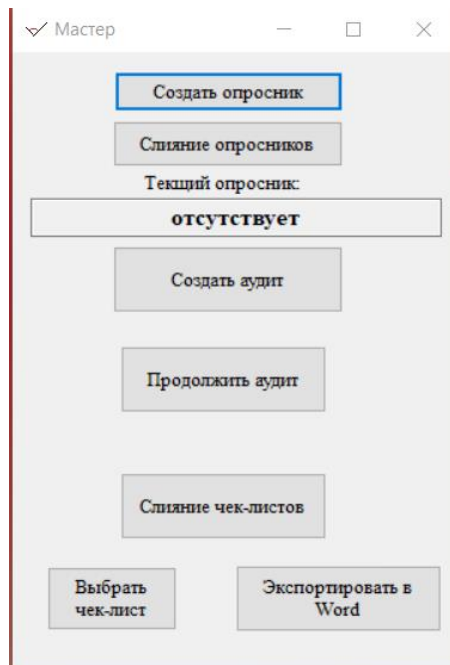 Мастер
Создать опросник
Слияние опросников
Текщий опросник:
отсутствует
Создать аудит
Продолжить аудит
Слияние чек-листов
Выбрать
чек-лист
Экспортировать в
Word